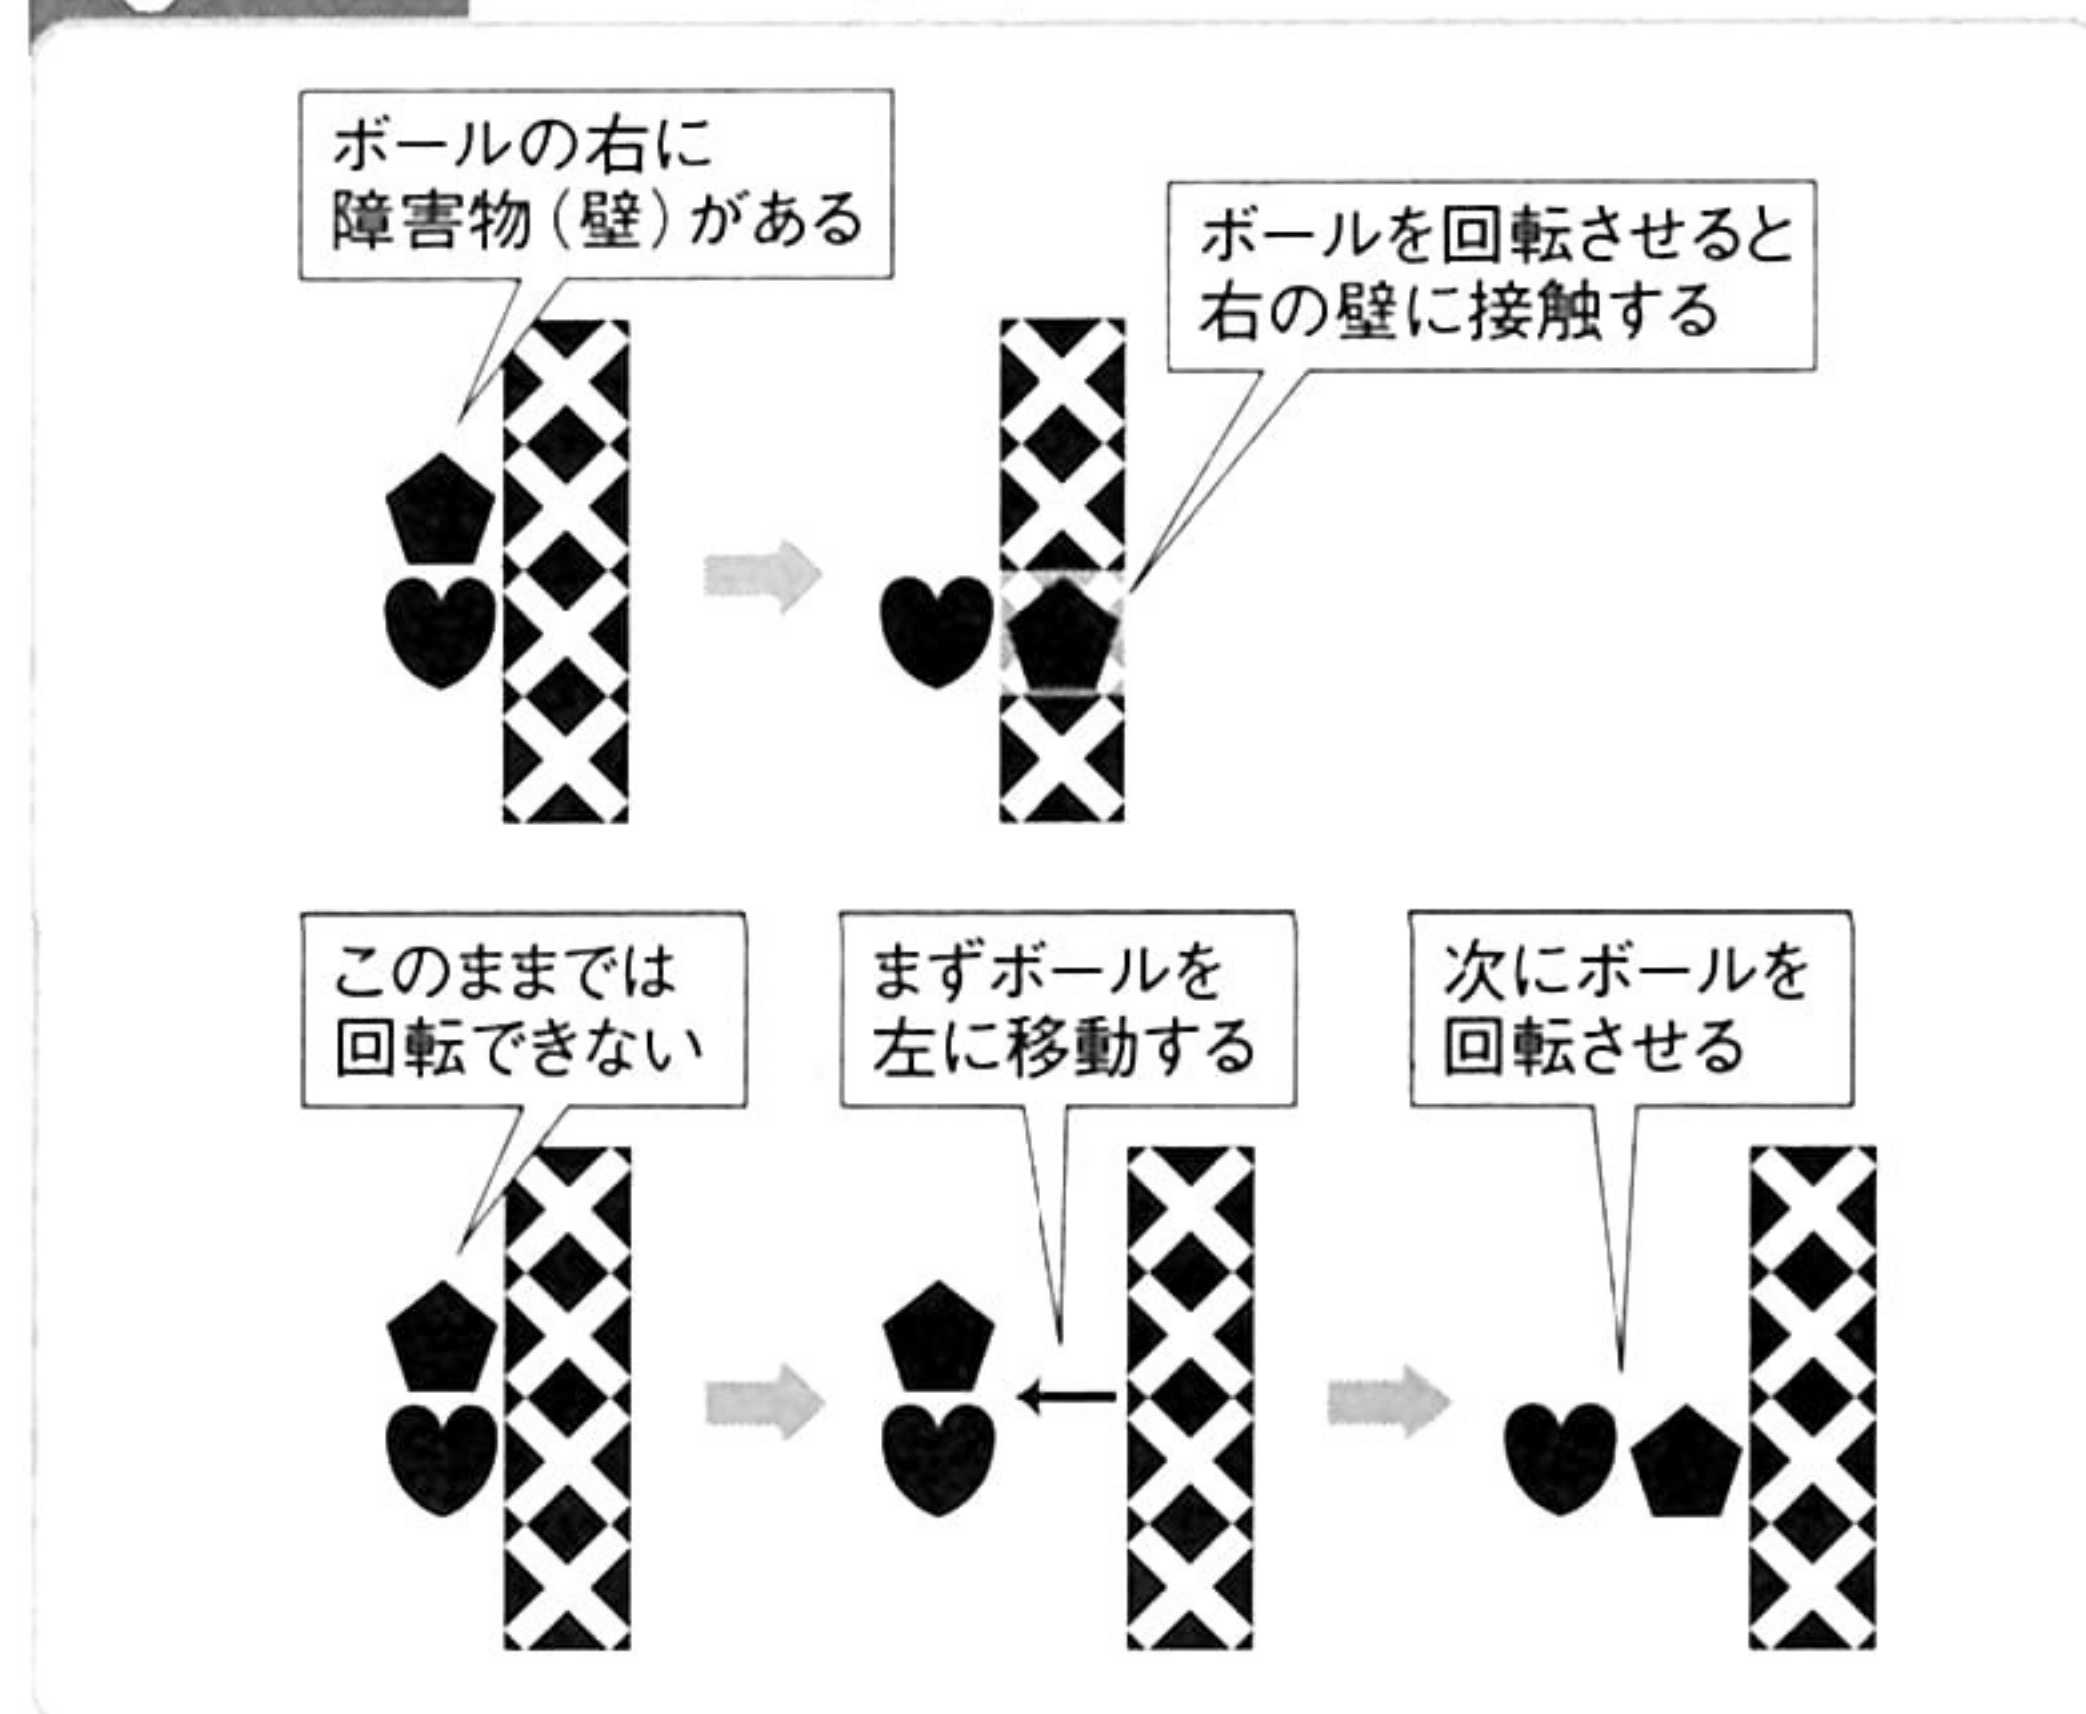 ボールの右に
障害物（壁）がある
ボールを回転させると
右の壁に接触する
このままでは
回転できない
まずボールを
左に移動する
次にボールを
回転させる